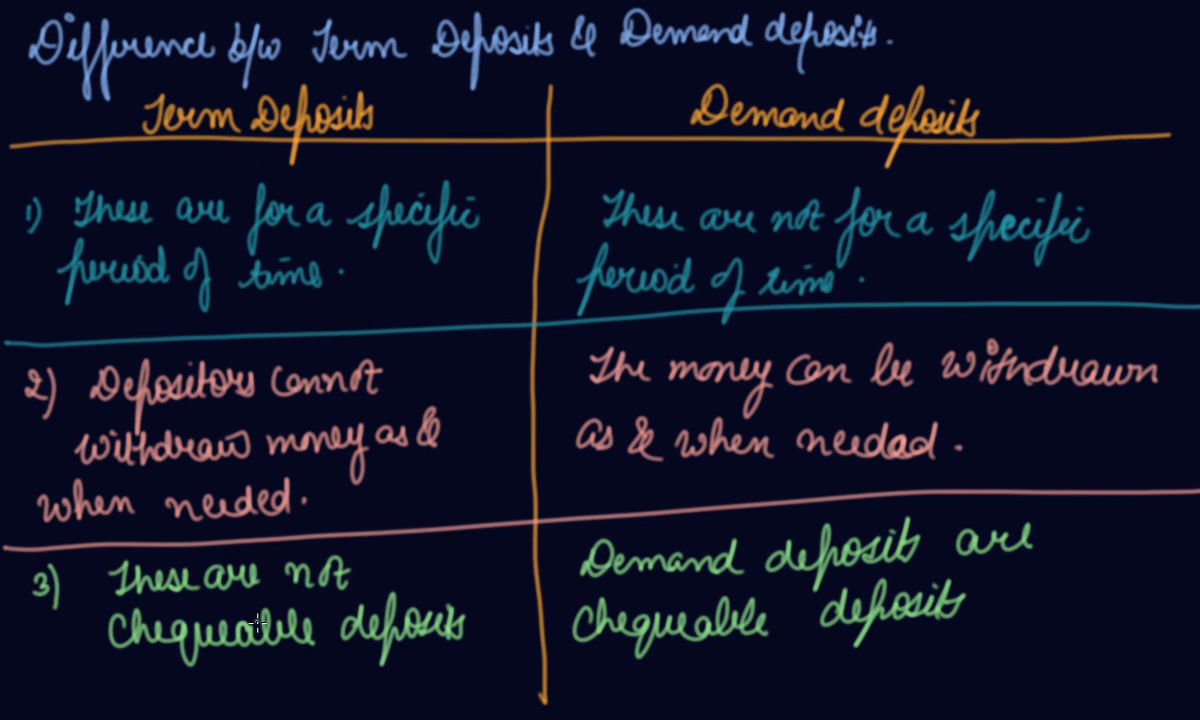 Difference b/w Term Deposits & Demand deposits.
Term Deposits
Demand deposits
1) These are for a specific
period of time.
These are not for a specific
period of time.
2) Depositors cannot
withdraw money as &
when needed.
The money can be withdrawn
as & when needed.
3) These are not
Chequeable deposits
Demand deposits are
Chequeable deposits